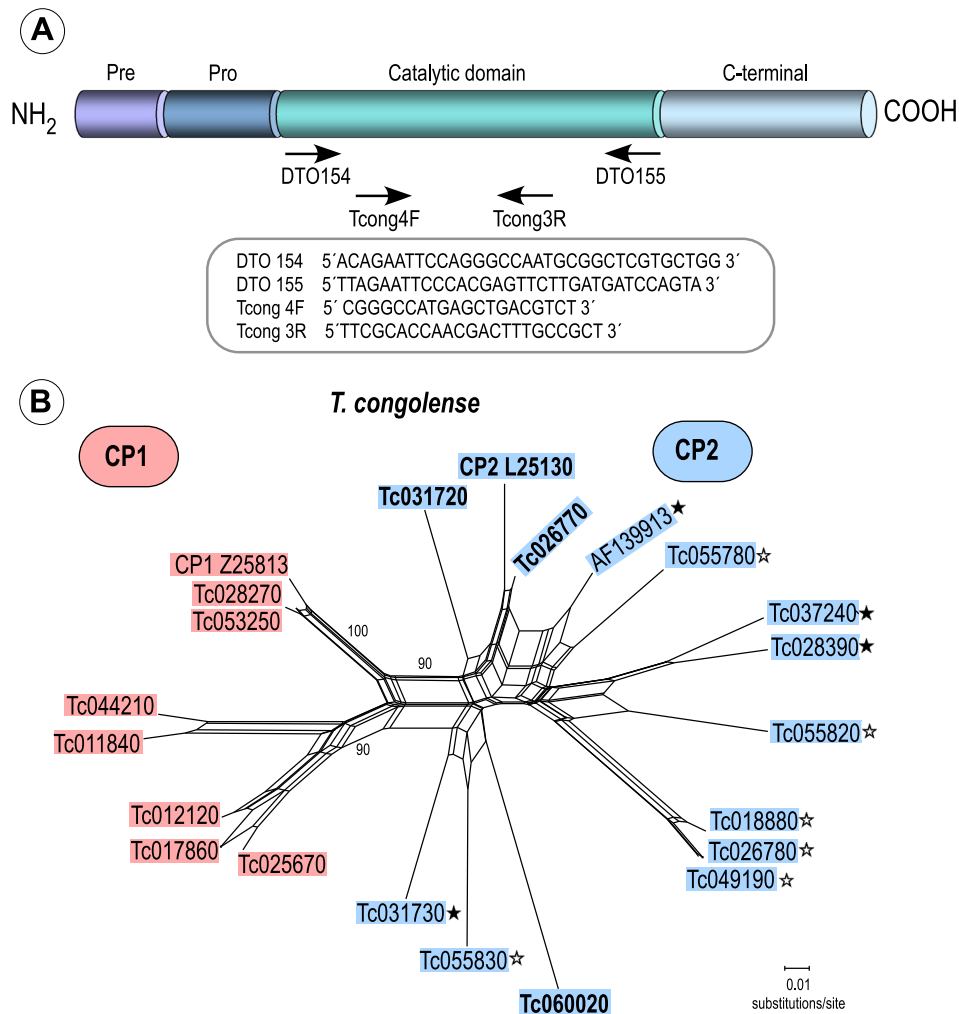 A
Pre Pro Catalytic domain C-terminal
NH2 COOH
DTO154 DTO155
Tcong4F Tcong3R
DTO 154 5´ACAGAATTCCAGGGCCAATGCGGCTCGTGCTGG 3´
DTO 155 5´TTAGAATTCCCACGAGTTCTTGATGATCCAGTA 3´
Tcong 4F 5´ CGGGCCATGAGCTGACGTCT 3´
Tcong 3R 5´TTCGCACCAACGACTTTGCCGCT 3´
B
T. congolense
CP1
CP2
CP2 L25130
Tc031720
Tc026770
AF139913★
Tc055780☆
CP1 Z25813
Tc028270
Tc053250
100
90
Tc037240★
Tc028390★
Tc044210
Tc011840
90
Tc055820☆
Tc012120
Tc017860
Tc025670
Tc018880☆
Tc026780☆
Tc049190☆
Tc031730★
Tc055830☆
Tc060020
0.01
substitutions/site